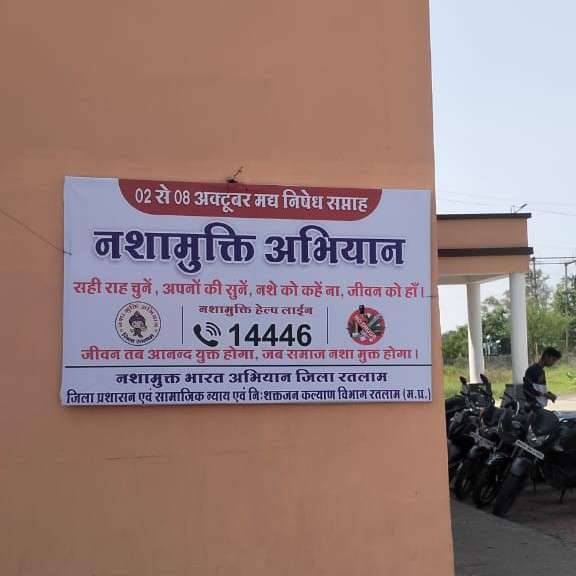 02 से 08 अक्टूबर मद्य निषेध सप्ताह
नशामुक्ति अभियान
सही राह चुनें , अपनों की सुनें, नशे को कहें ना, जीवन को हाँ।
नशामुक्ति हेल्प लाईन
14446
जीवन तब आनन्द युक्त होगा, जब समाज नशा मुक्त होगा।
नशामुक्त भारत अभियान जिला रतलाम
जिला प्रशासन एवं सामाजिक न्याय एवं निःशक्तजन कल्याण विभाग रतलाम (म.प्र.)